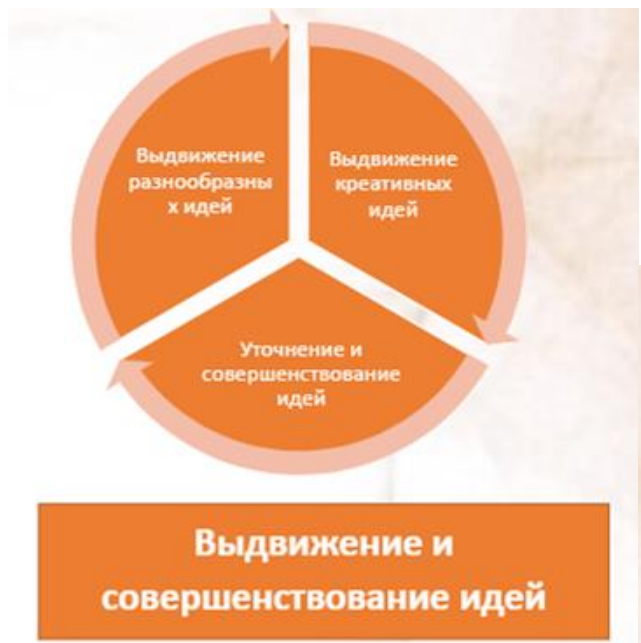 Выдвижение
разнообразны
х идей
Выдвижение
креативных
идей
Уточнение и
совершенствование
идей
Выдвижение и
совершенствование идей